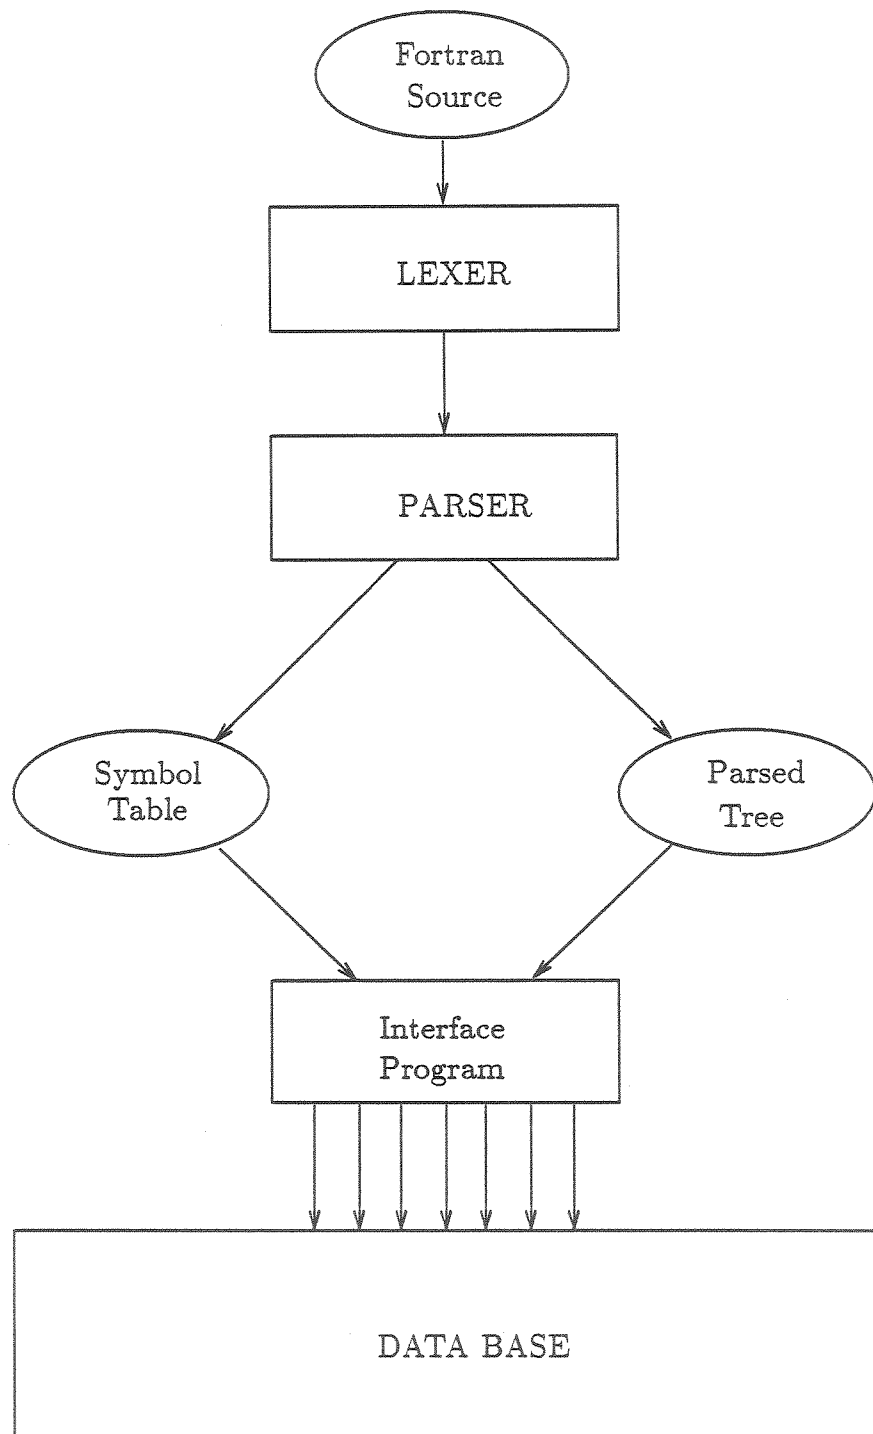 Fortran
Source
LEXER
PARSER
Symbol
Table
Parsed
Tree
Interface
Program
DATA BASE